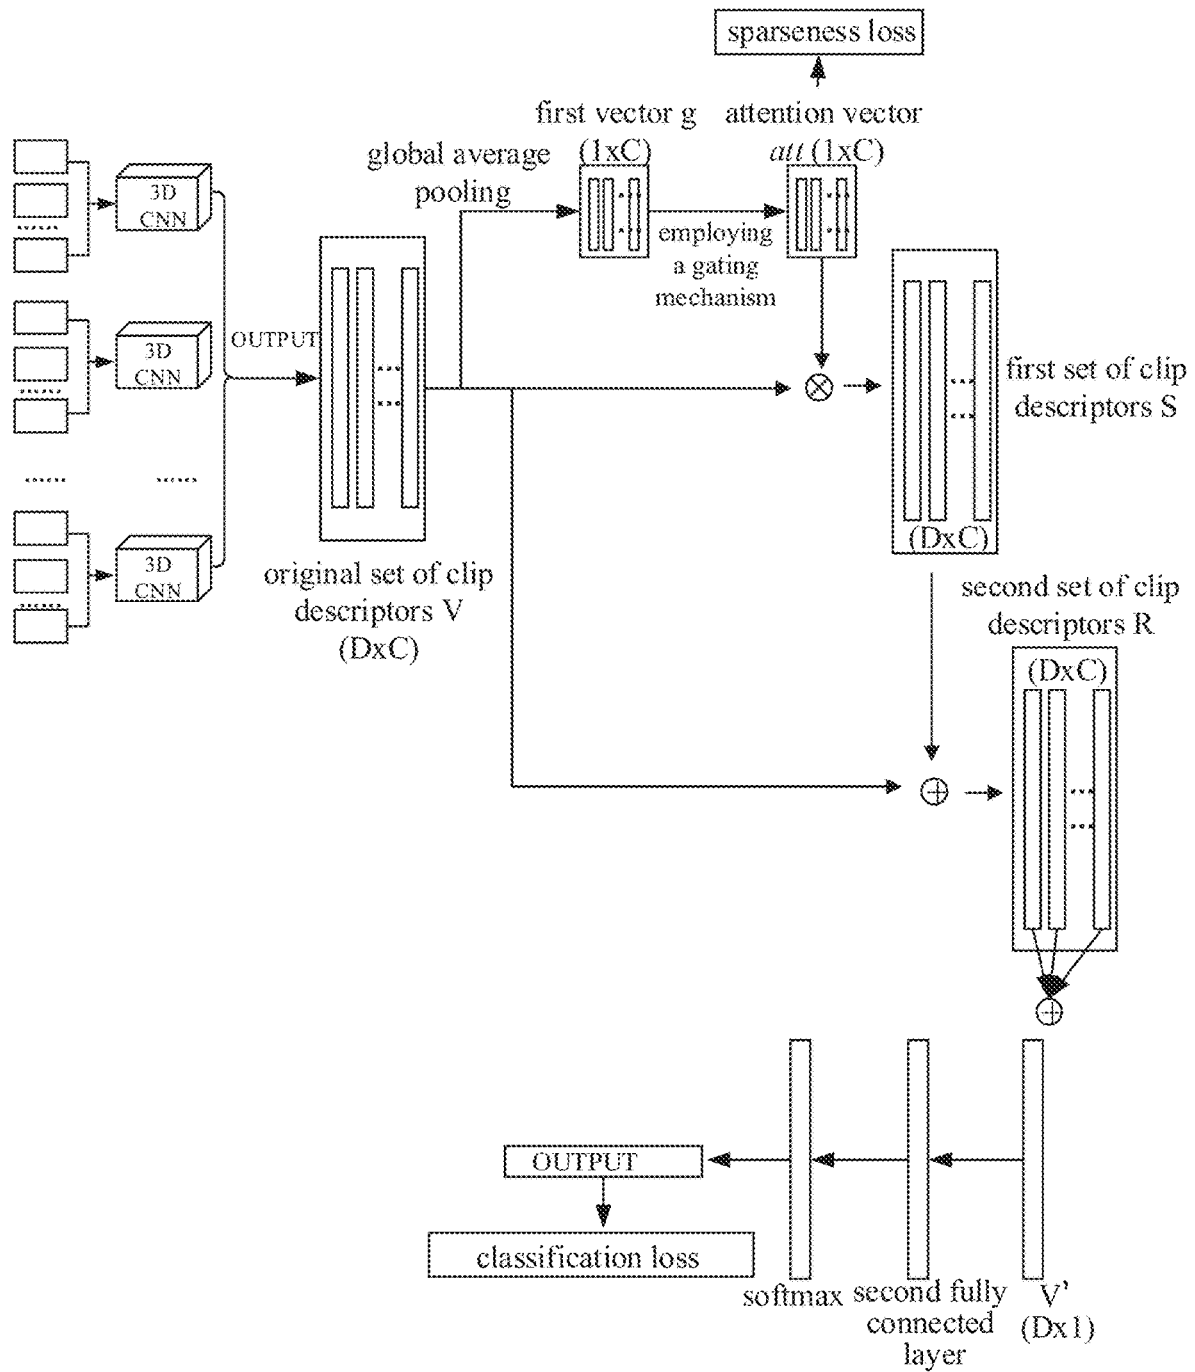 sparseness loss
first vector g
(1xC)
attention vector
att (1xC)
global average
pooling
3D
CNN
employing
a gating
mechanism
OUTPUT
3D
CNN
first set of clip
descriptors S
(DxC)
3D
CNN
original set of clip
descriptors V
(DxC)
second set of clip
descriptors R
(DxC)
OUTPUT
classification loss
softmax
second fully
connected
layer
V'
(Dx1)